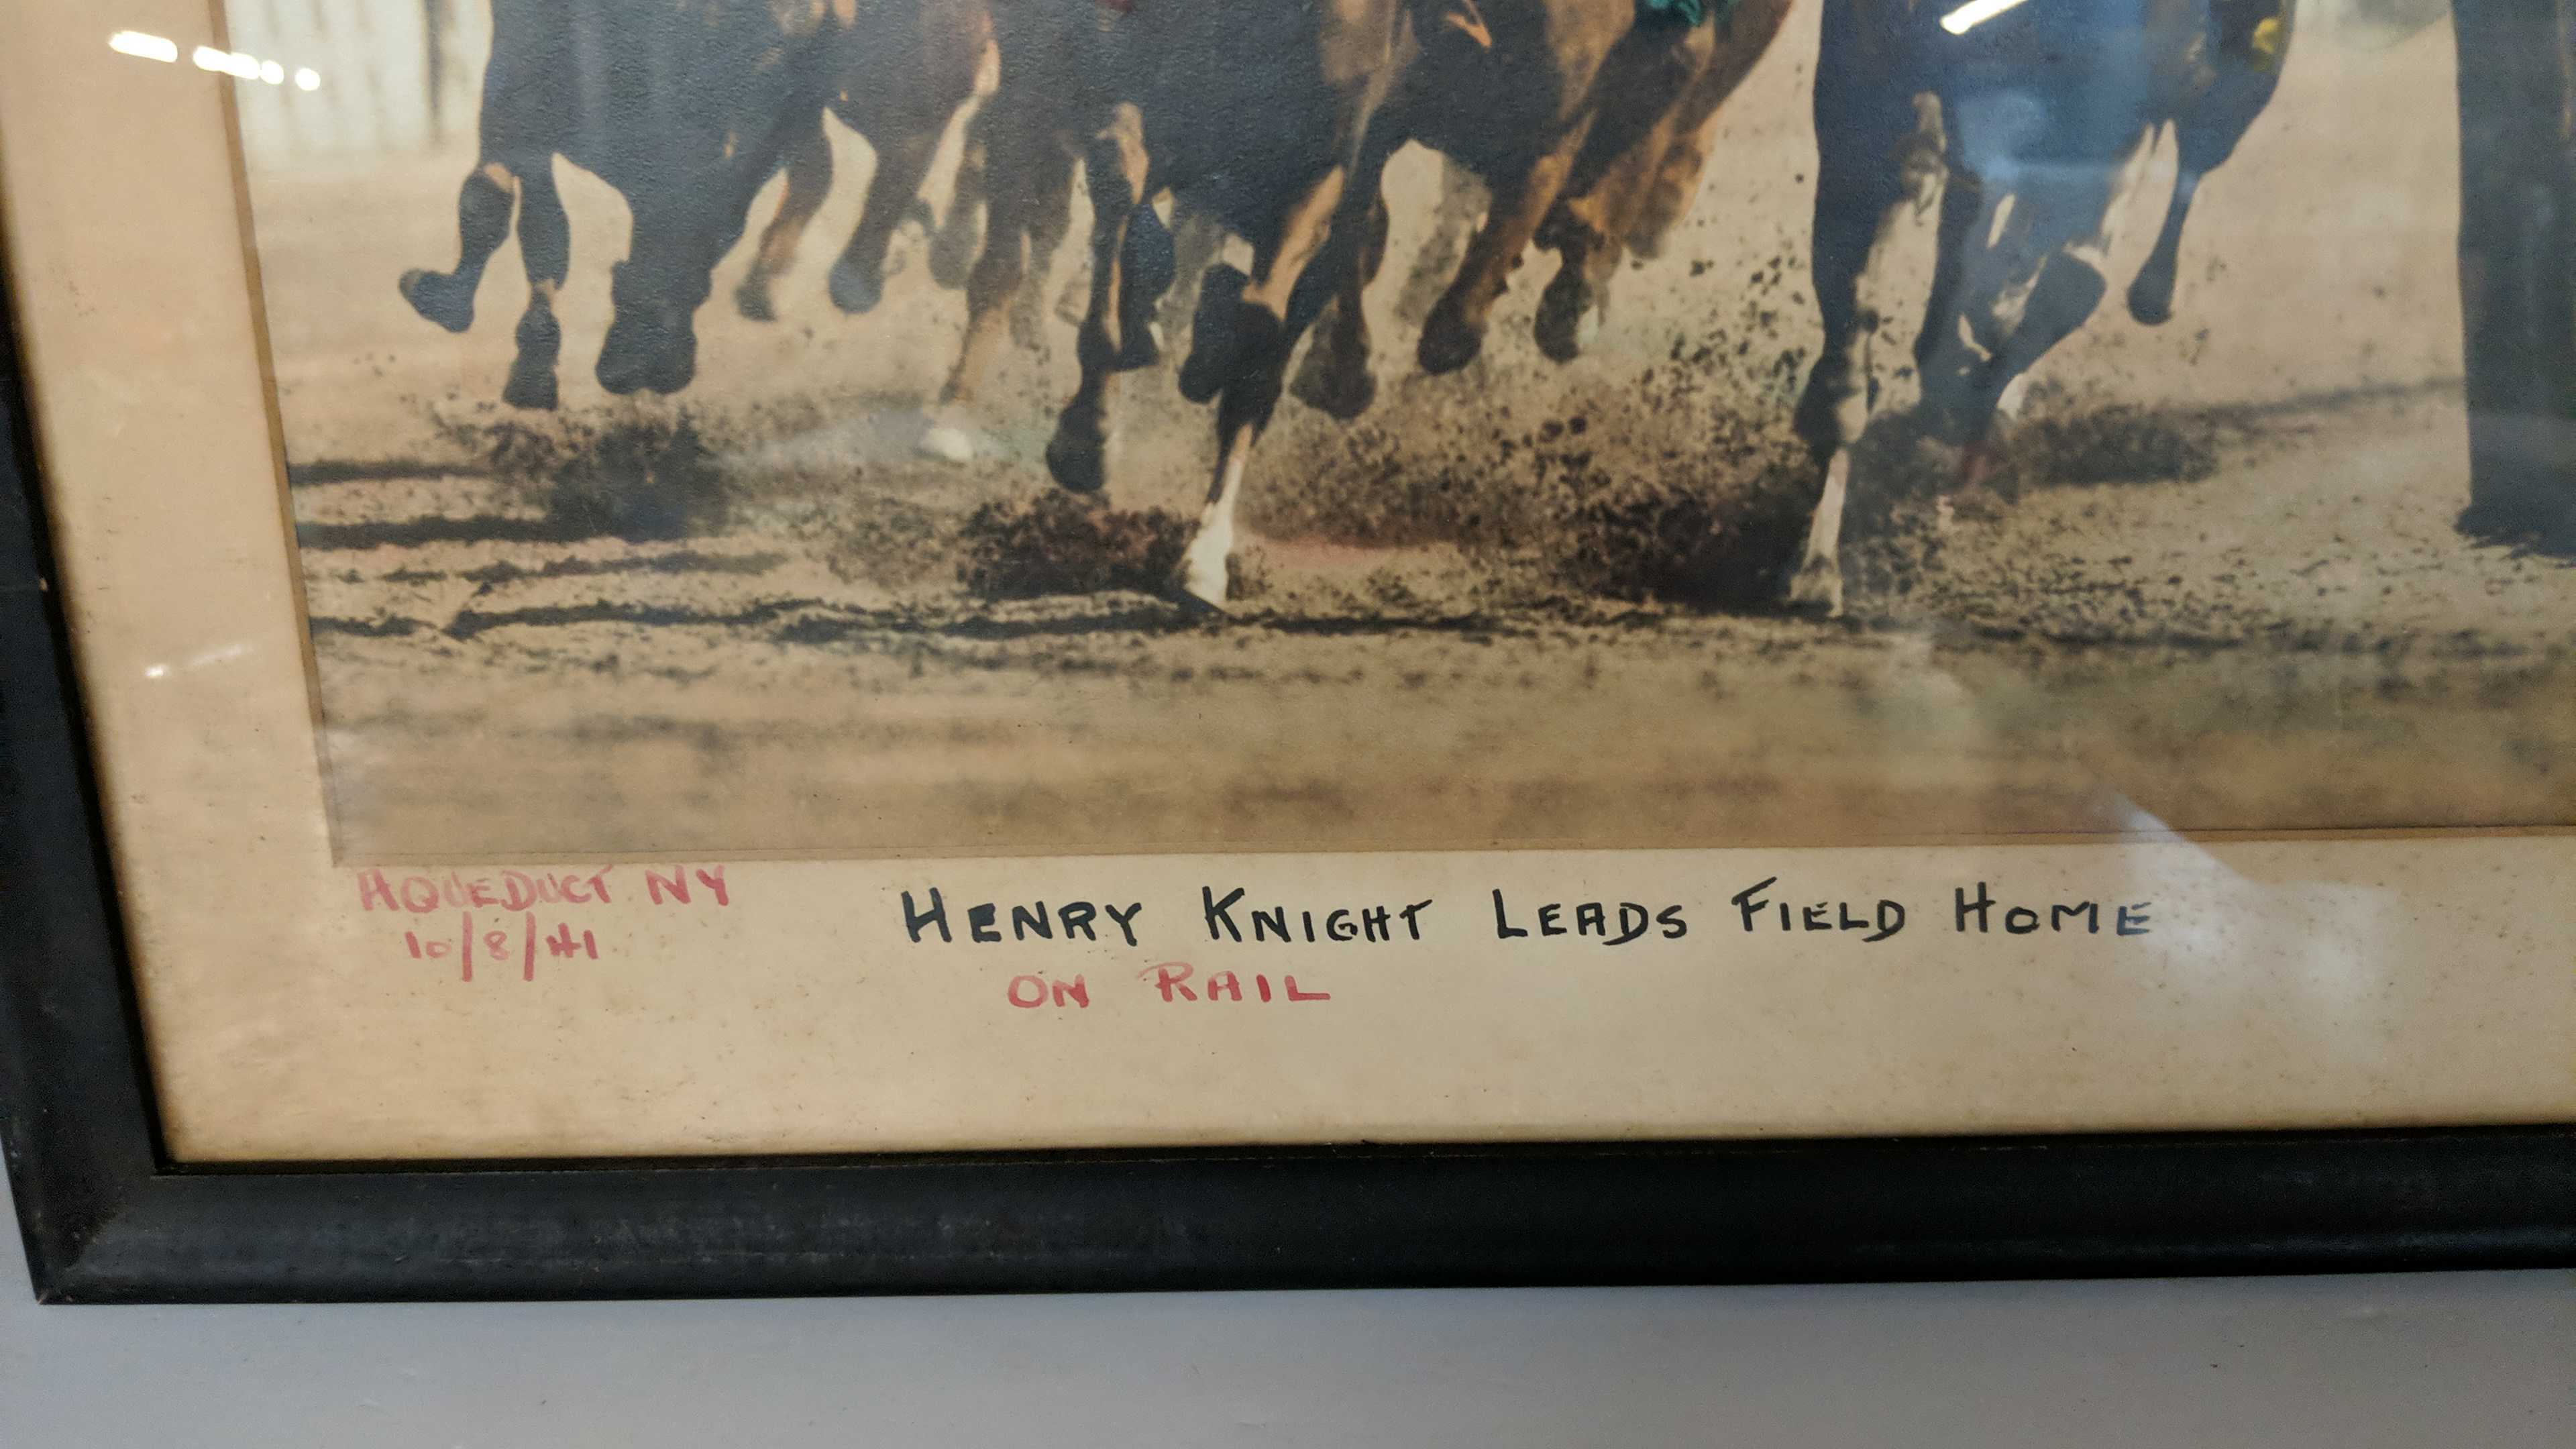 AQUEDUCT NY
10/8/41
HENRY KNIGHT LEADS FIELD HOME
ON RAIL